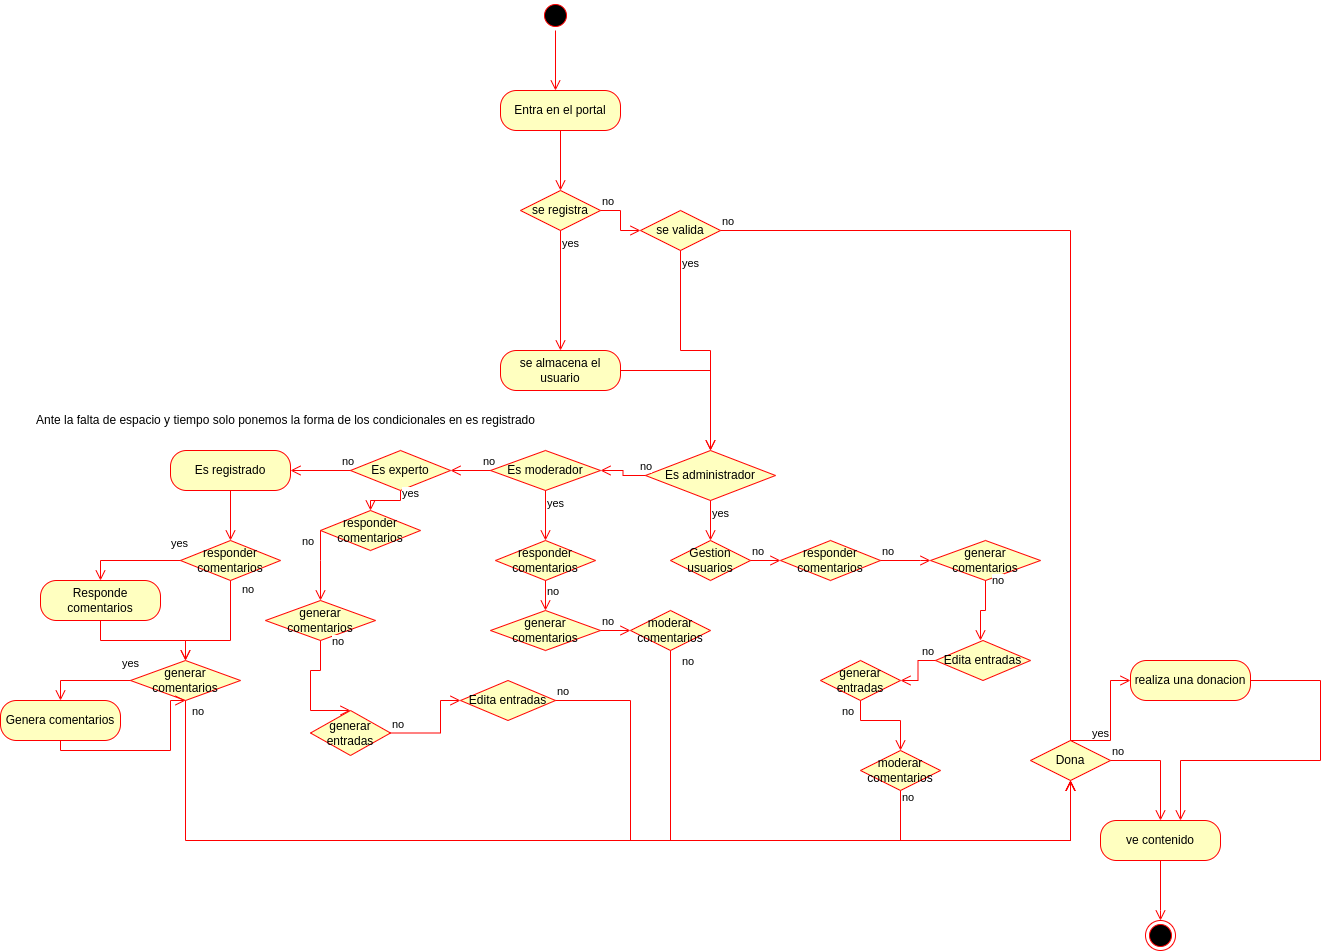 Entra en el portal
se registra
no
se valida
no
yes
yes
se almacena el
usuario
Ante la falta de espacio y tiempo solo ponemos la forma de los condicionales en es registrado
Es registrado
no
Es experto
no
Es moderador
no
Es administrador
yes
yes
yes
responder
comentarios
no
yes
responder
comentarios
no
responder
comentarios
no
Gestion
usuarios
no
responder
comentarios
no
generar
comentarios
no
Responde
comentarios
generar
comentarios
no
generar
comentarios
no
moderar
comentarios
no
yes
generar
comentarios
no
Genera comentarios
generar
entradas
no
Edita entradas
no
Edita entradas
no
generar
entradas
no
moderar
comentarios
no
realiza una donacion
yes
Dona
no
ve contenido